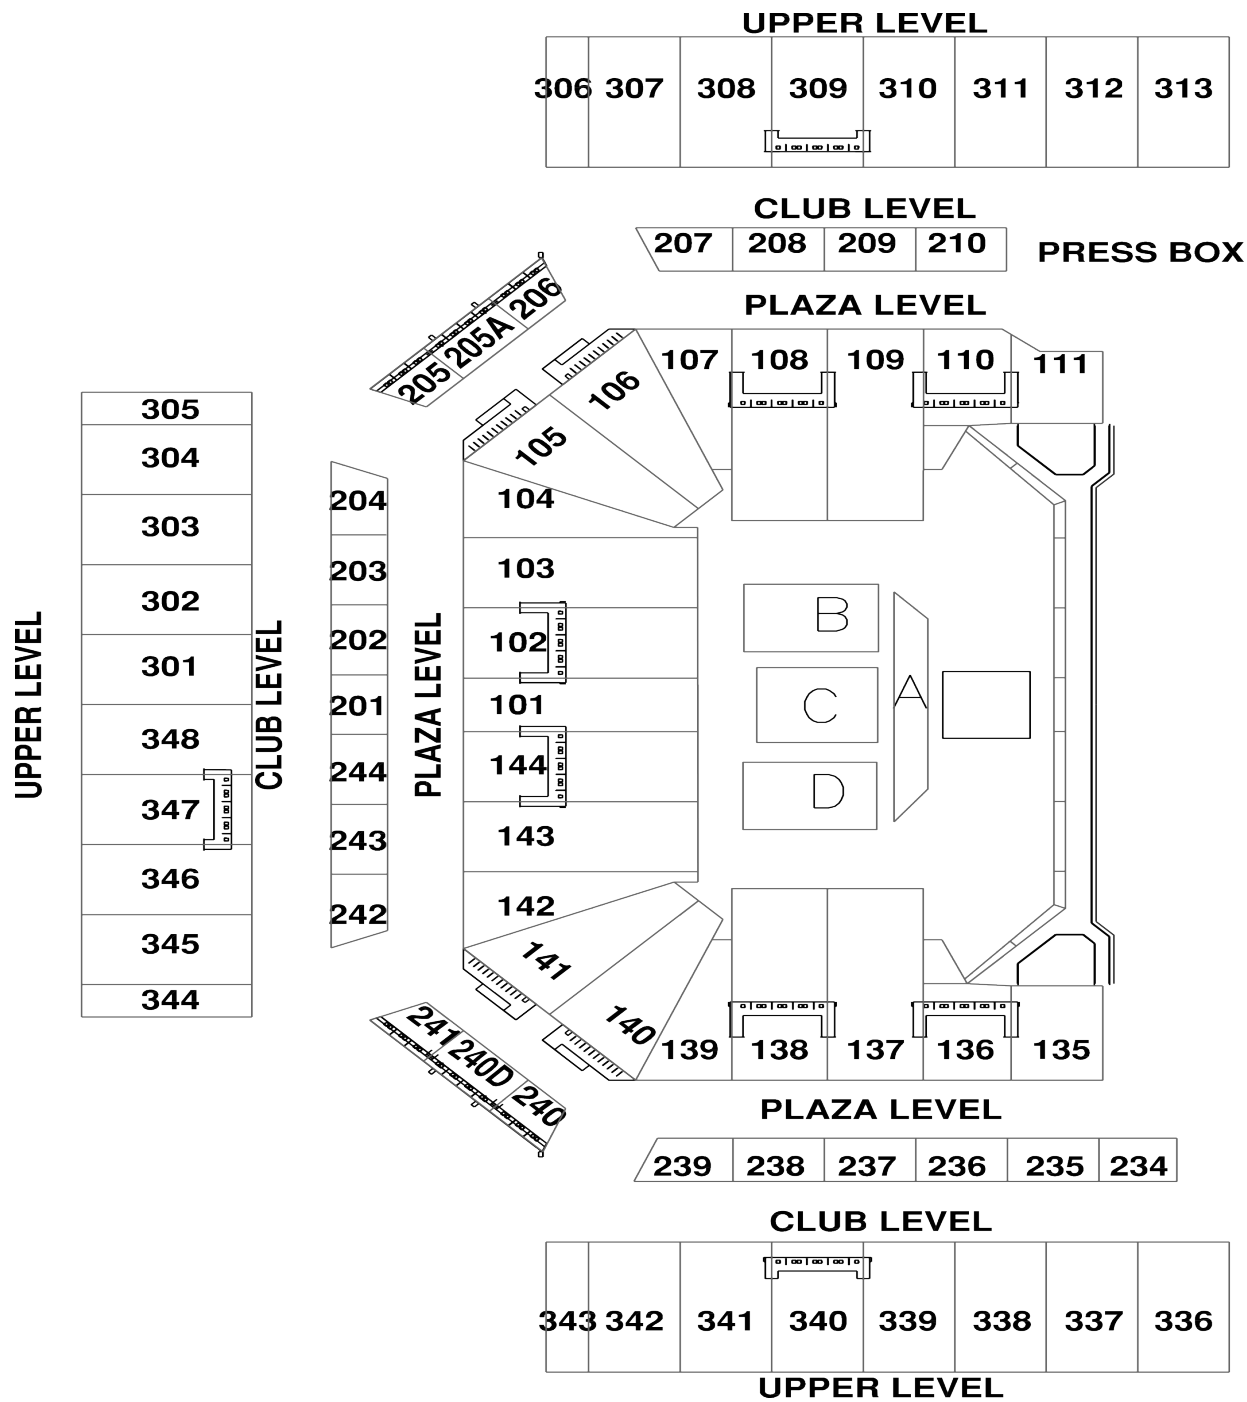 UPPER LEVEL
306 307 308 309 310 311 312 313
CLUB LEVEL
207 208 209 210
PRESS BOX
205 205A 206
PLAZA LEVEL
107 108 109 110 111
106
105
104
103
102
101
144
143
142
141
140
139 138 137 136 135
B
C
A
D
UPPER LEVEL
305
304
303
302
301
348
347
346
345
344
CLUB LEVEL
204
203
202
201
244
243
242
PLAZA LEVEL
241 240D 240
PLAZA LEVEL
239 238 237 236 235 234
CLUB LEVEL
343 342 341 340 339 338 337 336
UPPER LEVEL